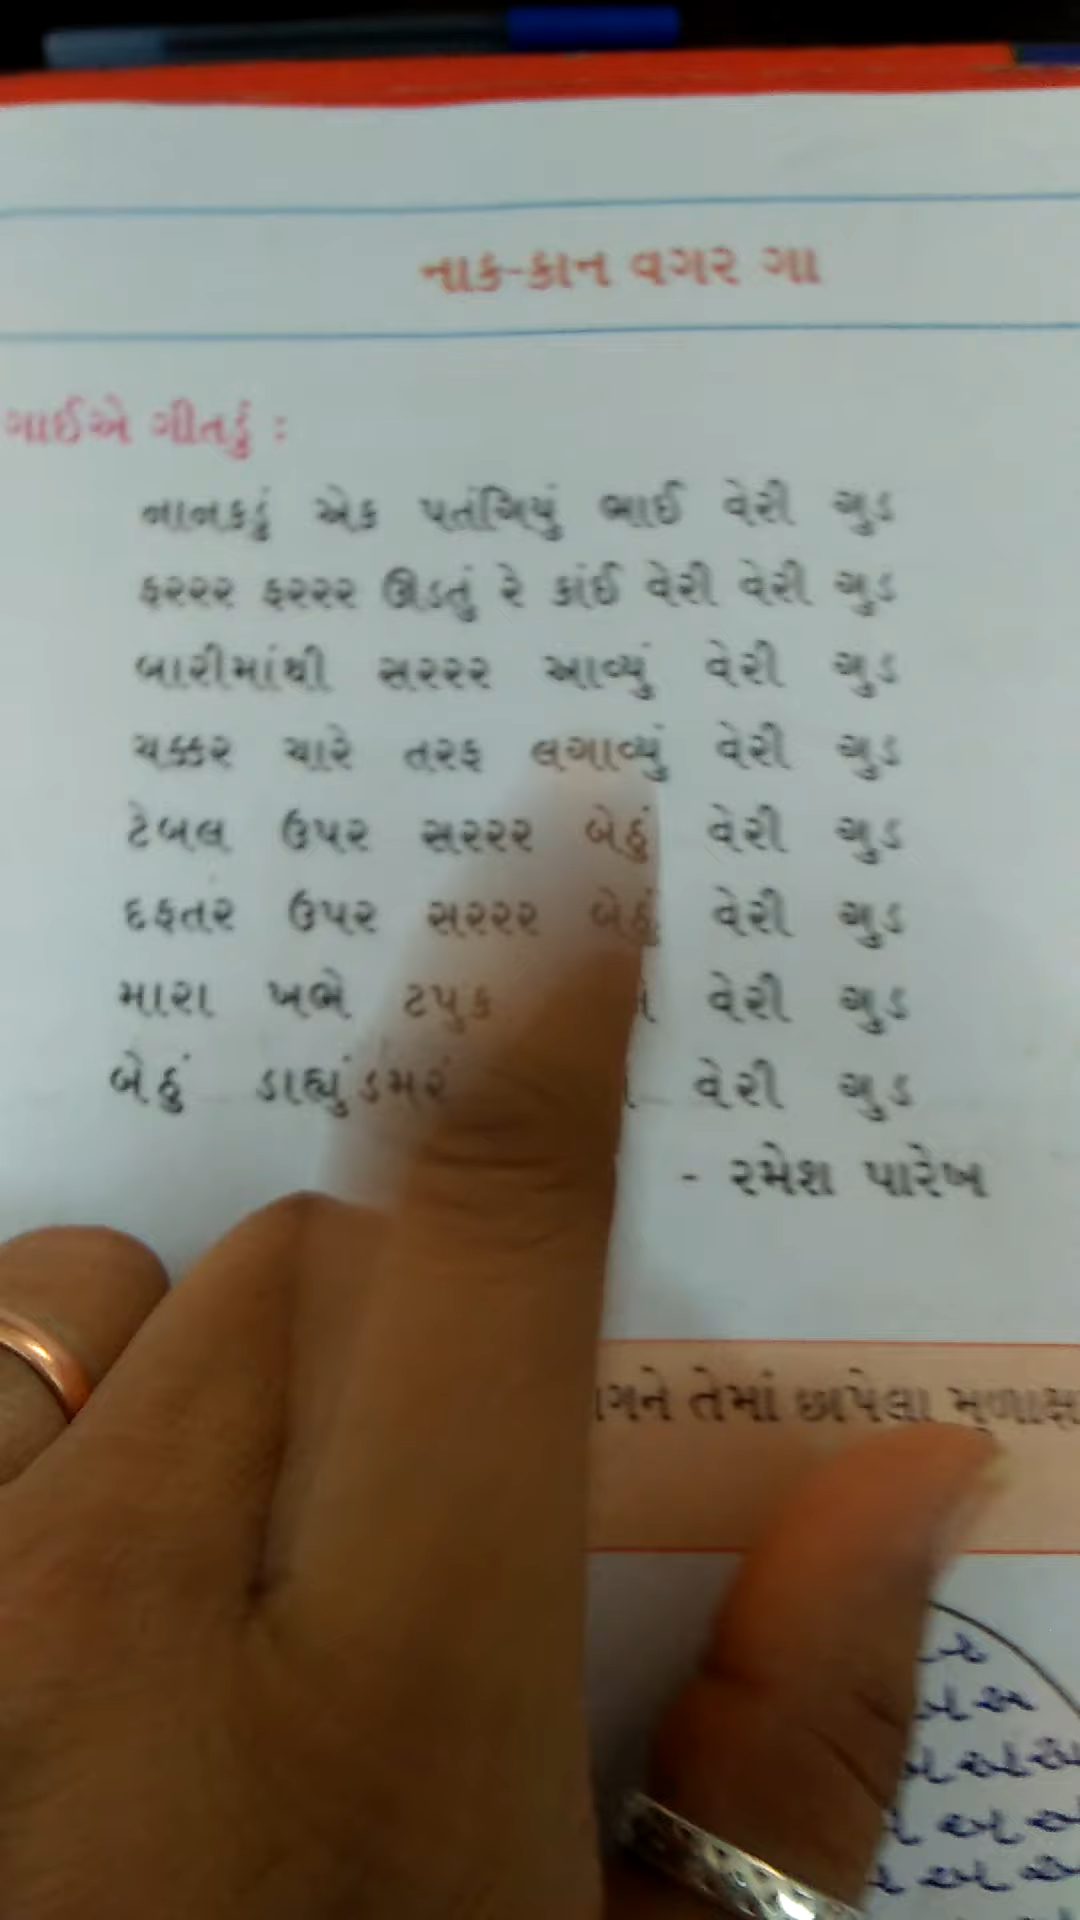 નાક-કાન વગર ગા
ગાઈએ ગીતડું :
નાનકડું એક પતંગિયું ભાઈ વેરી ગુડ
ફરરર ફરરર ઊડતું રે કાંઈ વેરી વેરી ગુડ
બારીમાંથી સરરર આવ્યું વેરી ગુડ
ચક્કર ચારે તરફ લગાવ્યું વેરી ગુડ
ટેબલ ઉપર સરરર બેઠું વેરી ગુડ
દફતર ઉપર સરરર બેઠું વેરી ગુડ
મારા ખભે ટપુક વેરી ગુડ
બેઠું ડાહ્યુંડમરું વેરી ગુડ
- રમેશ પારેખ
તેમાં છાપેલા
અ
અ અ
અ અ
અ અ